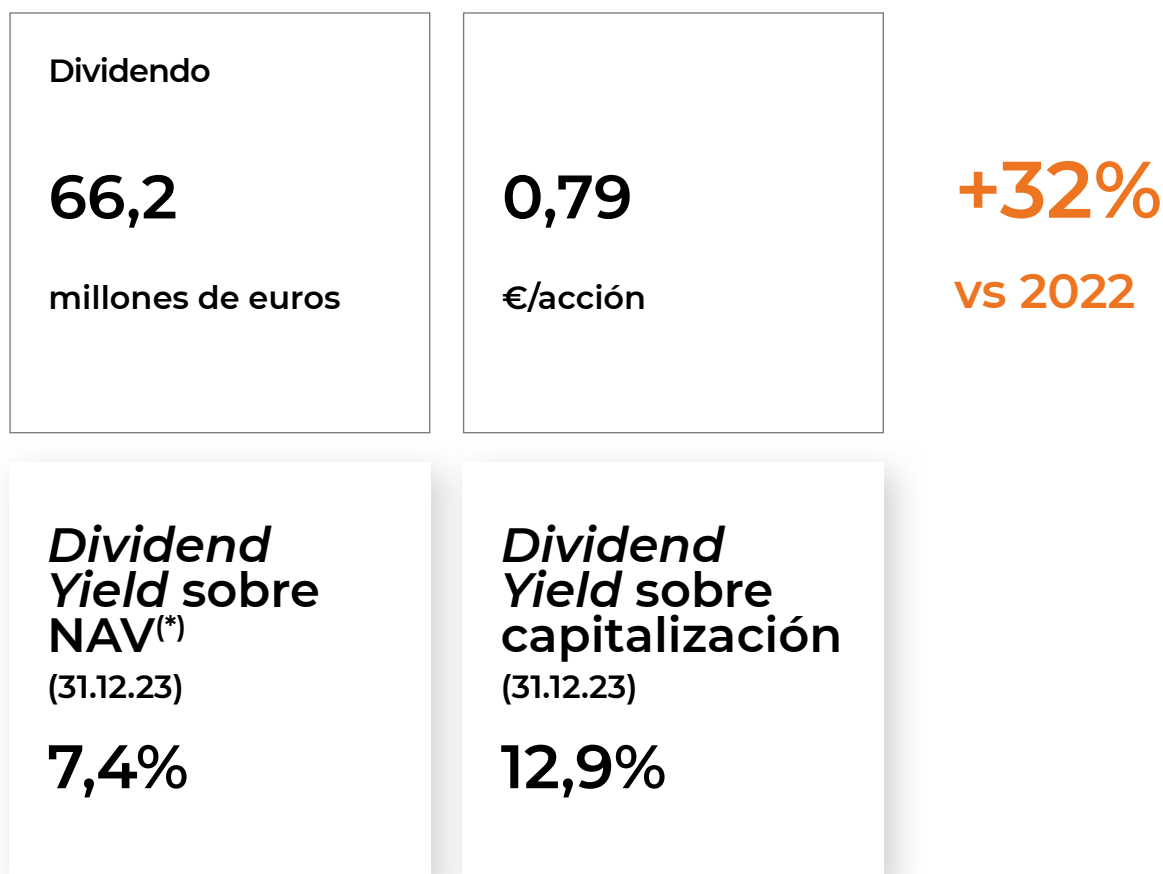 Dividendo
66,2
millones de euros
0,79
€/acción
+32%
vs 2022
Dividend
Yield sobre
NAV(*)
(31.12.23)
7,4%
Dividend
Yield sobre
capitalización
(31.12.23)
12,9%